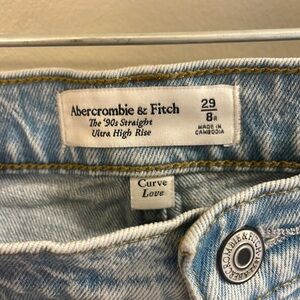 Abercrombie & Fitch
The '90s Straight
Ultra High Rise
29
8R
MADE IN
CAMBODIA
Curve
Love